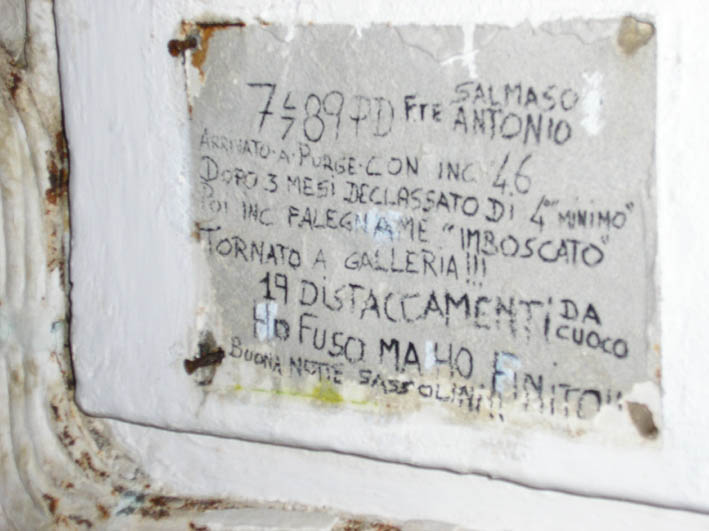 7/89 PD FTE SALMASO ANTONIO
ARRIVATO A PURGE CON INC 46
DOPO 3 MESI DECLASSATO DI 4° "MINIMO"
POI INC FALEGNAME "IMBOSCATO"
TORNATO A GALLERIA!!!
19 DISTACCAMENTI DA CUOCO
HO FUSO MA HO FINITO!!
BUONA NOTTE SASSOLINI!!!